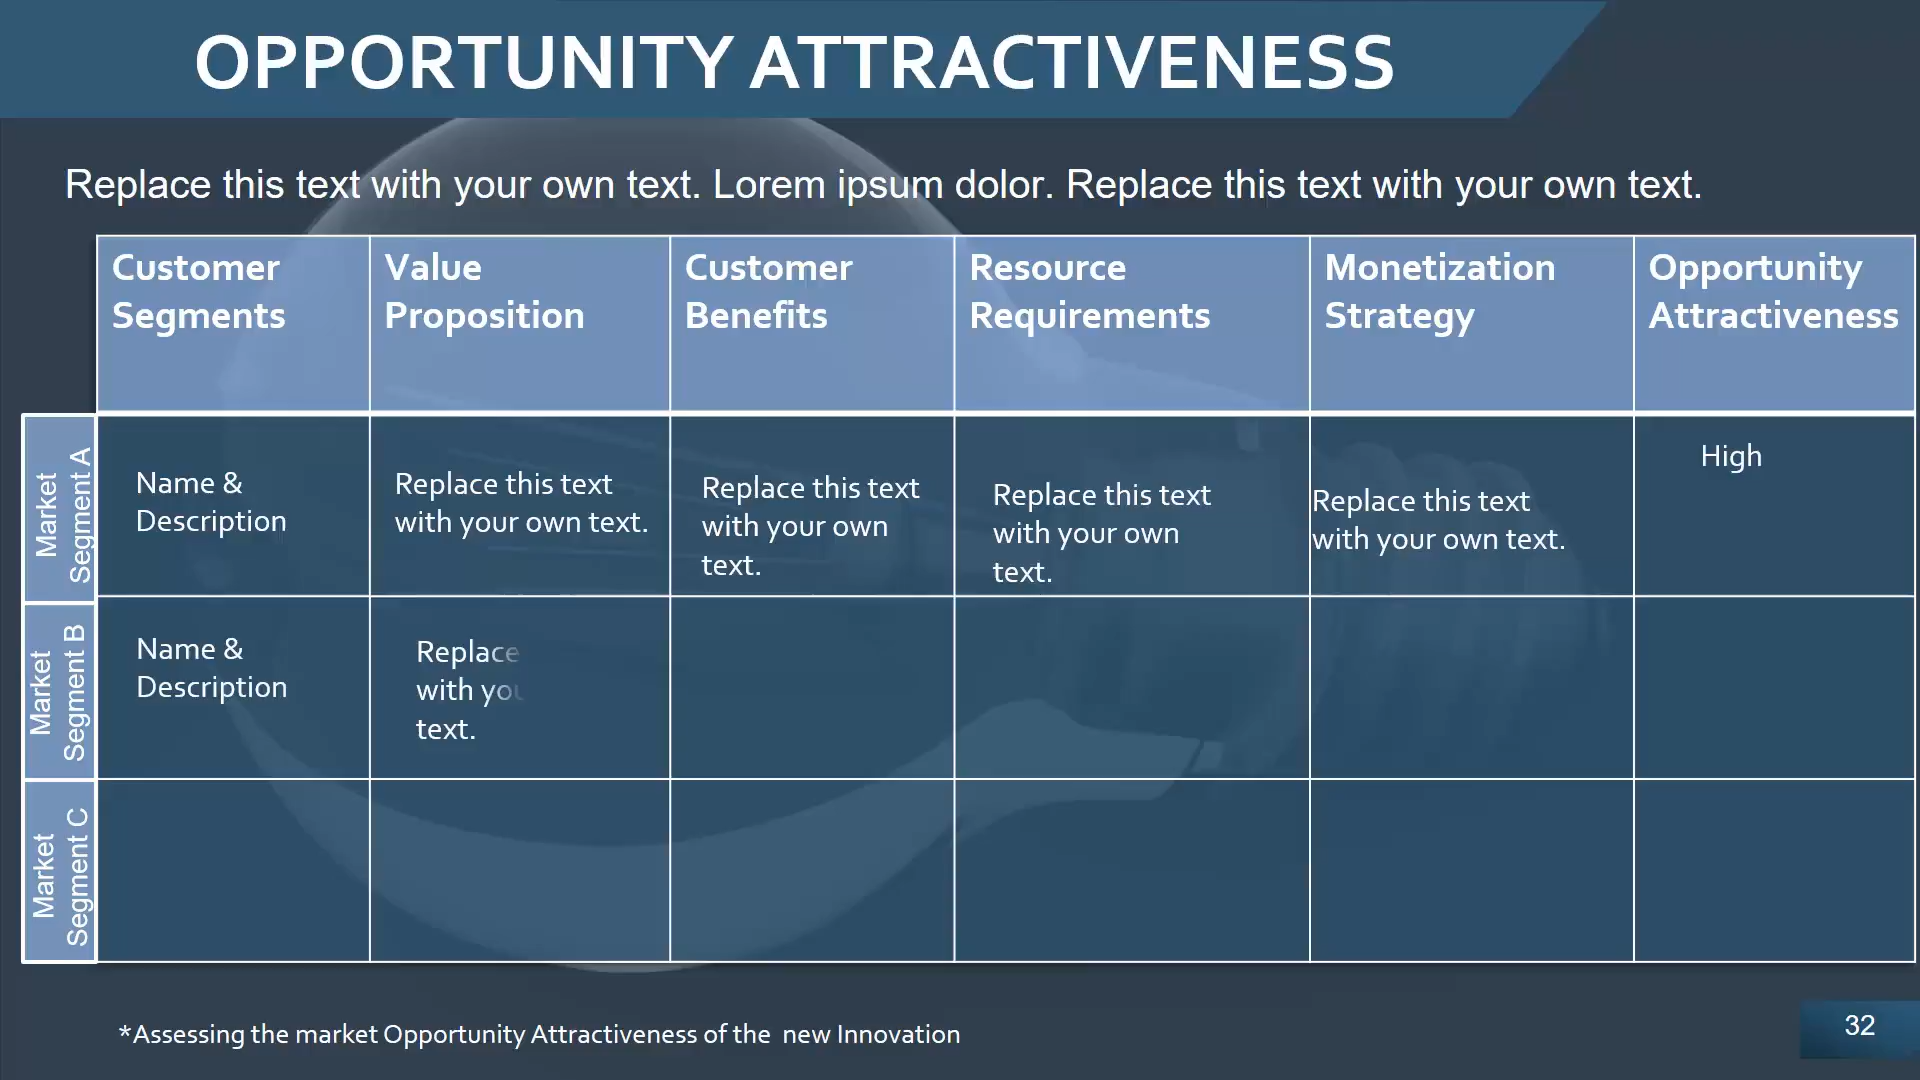 OPPORTUNITY ATTRACTIVENESS
Replace this text with your own text. Lorem ipsum dolor. Replace this text with your own text.
Customer
Segments
Value
Proposition
Customer
Benefits
Resource
Requirements
Monetization
Strategy
Opportunity
Attractiveness
Market
Segment A
Name &
Description
Replace this text
with your own text.
Replace this text
with your own
text.
Replace this text
with your own
text.
Replace this text
with your own text.
High
Market
Segment B
Name &
Description
Replace
with you
text.
Market
Segment C
*Assessing the market Opportunity Attractiveness of the new Innovation
32